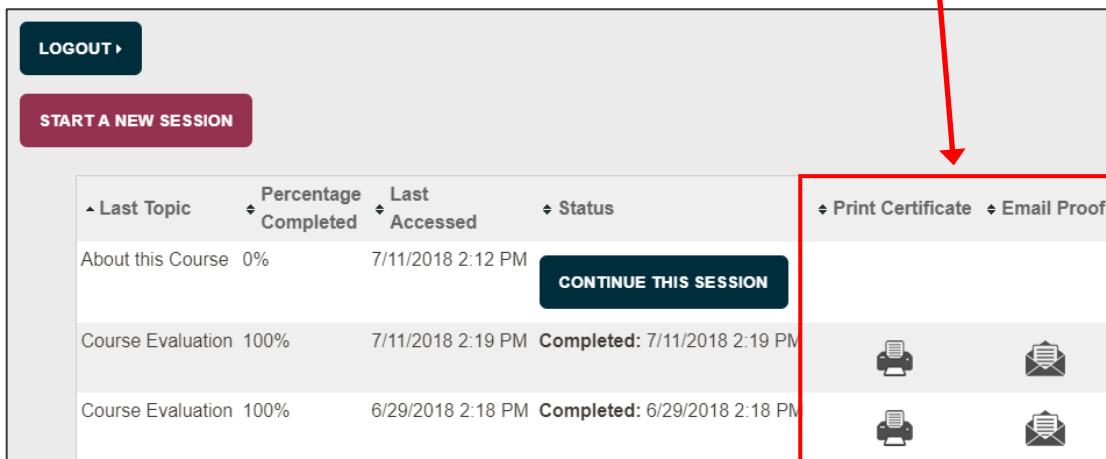 LOGOUT
START A NEW SESSION
Last Topic Percentage Completed Last Accessed Status Print Certificate Email Proof
About this Course 0% 7/11/2018 2:12 PM CONTINUE THIS SESSION
Course Evaluation 100% 7/11/2018 2:19 PM Completed: 7/11/2018 2:19 PM
Course Evaluation 100% 6/29/2018 2:18 PM Completed: 6/29/2018 2:18 PM